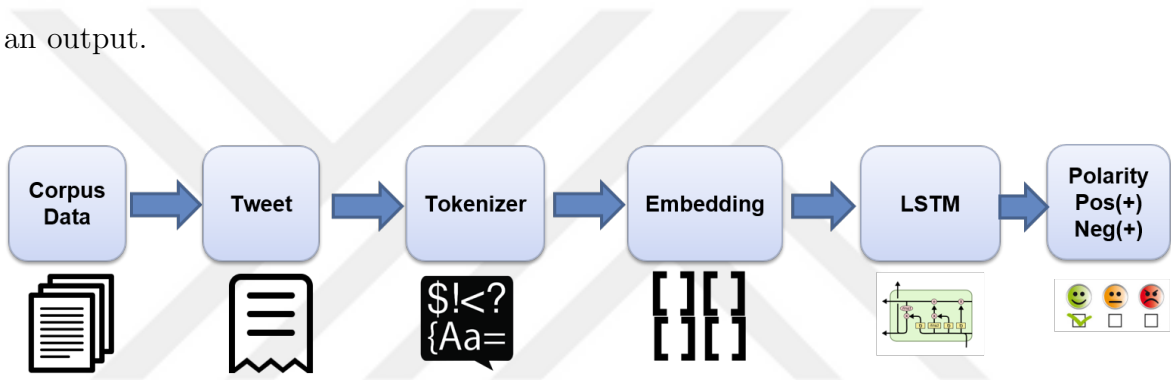 an output.
Corpus
Data
Tweet
Tokenizer
Embedding
LSTM
Polarity
Pos(+)
Neg(+)
$!<?
{Aa=
[ ] [ ]
[ ] [ ]